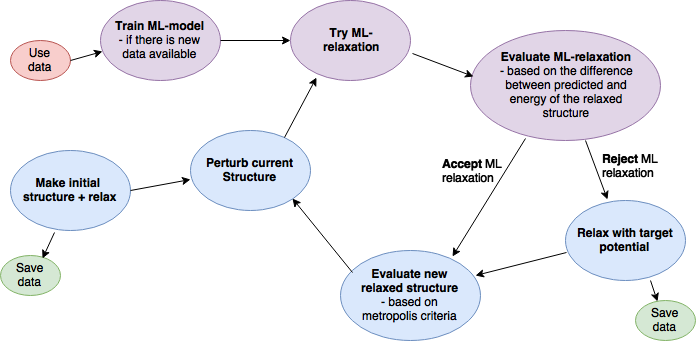 Use
data
Train ML-model
- if there is new
data available
Try ML-
relaxation
Evaluate ML-relaxation
- based on the difference
between predicted and
energy of the relaxed
structure
Accept ML
relaxation
Reject ML
relaxation
Perturb current
Structure
Make initial
structure + relax
Save
data
Relax with target
potential
Evaluate new
relaxed structure
- based on
metropolis criteria
Save
data